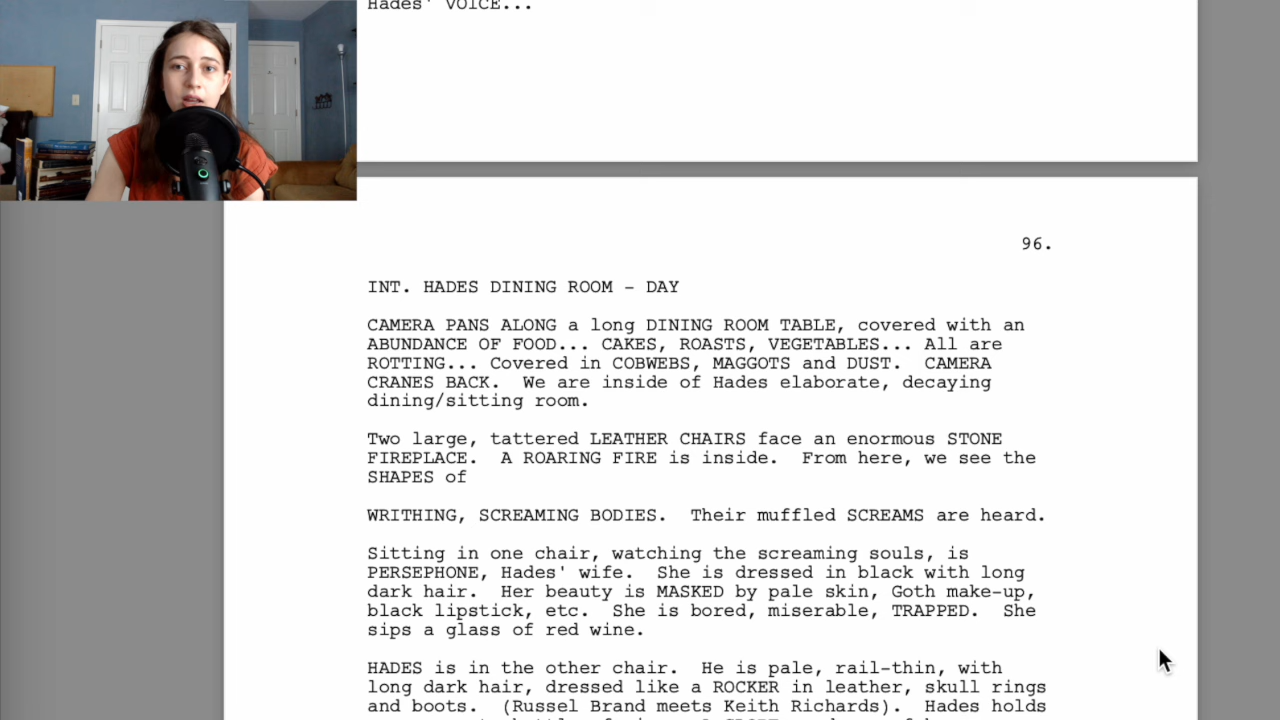 Hades' VOICE...
96.
INT. HADES DINING ROOM - DAY
CAMERA PANS ALONG a long DINING ROOM TABLE, covered with an
ABUNDANCE OF FOOD... CAKES, ROASTS, VEGETABLES... All are
ROTTING... Covered in COBWEBS, MAGGOTS and DUST.  CAMERA
CRANES BACK.  We are inside of Hades elaborate, decaying
dining/sitting room.
Two large, tattered LEATHER CHAIRS face an enormous STONE
FIREPLACE.  A ROARING FIRE is inside.  From here, we see the
SHAPES of
WRITHING, SCREAMING BODIES.  Their muffled SCREAMS are heard.
Sitting in one chair, watching the screaming souls, is
PERSEPHONE, Hades' wife.  She is dressed in black with long
dark hair.  Her beauty is MASKED by pale skin, Goth make-up,
black lipstick, etc.  She is bored, miserable, TRAPPED.  She
sips a glass of red wine.
HADES is in the other chair.  He is pale, rail-thin, with
long dark hair, dressed like a ROCKER in leather, skull rings
and boots.  (Russel Brand meets Keith Richards).  Hades holds